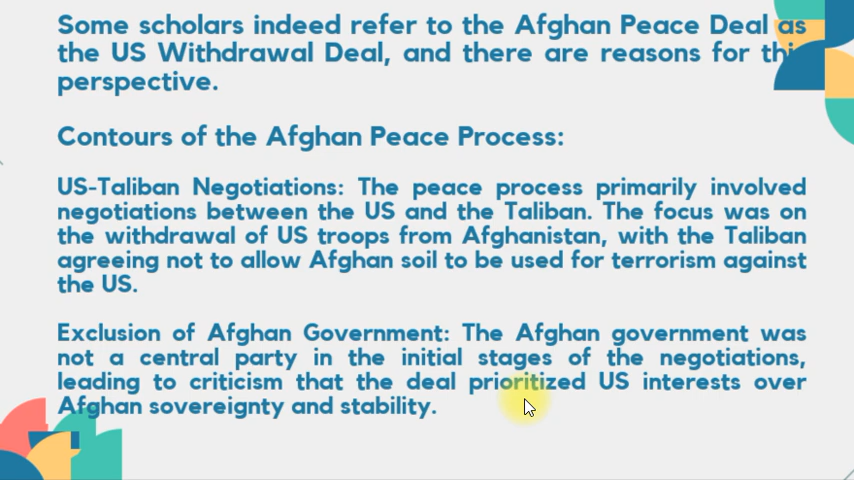 Some scholars indeed refer to the Afghan Peace Deal as
the US Withdrawal Deal, and there are reasons for this
perspective.
Contours of the Afghan Peace Process:
US-Taliban Negotiations: The peace process primarily involved
negotiations between the US and the Taliban. The focus was on
the withdrawal of US troops from Afghanistan, with the Taliban
agreeing not to allow Afghan soil to be used for terrorism against
the US.
Exclusion of Afghan Government: The Afghan government was
not a central party in the initial stages of the negotiations,
leading to criticism that the deal prioritized US interests over
Afghan sovereignty and stability.